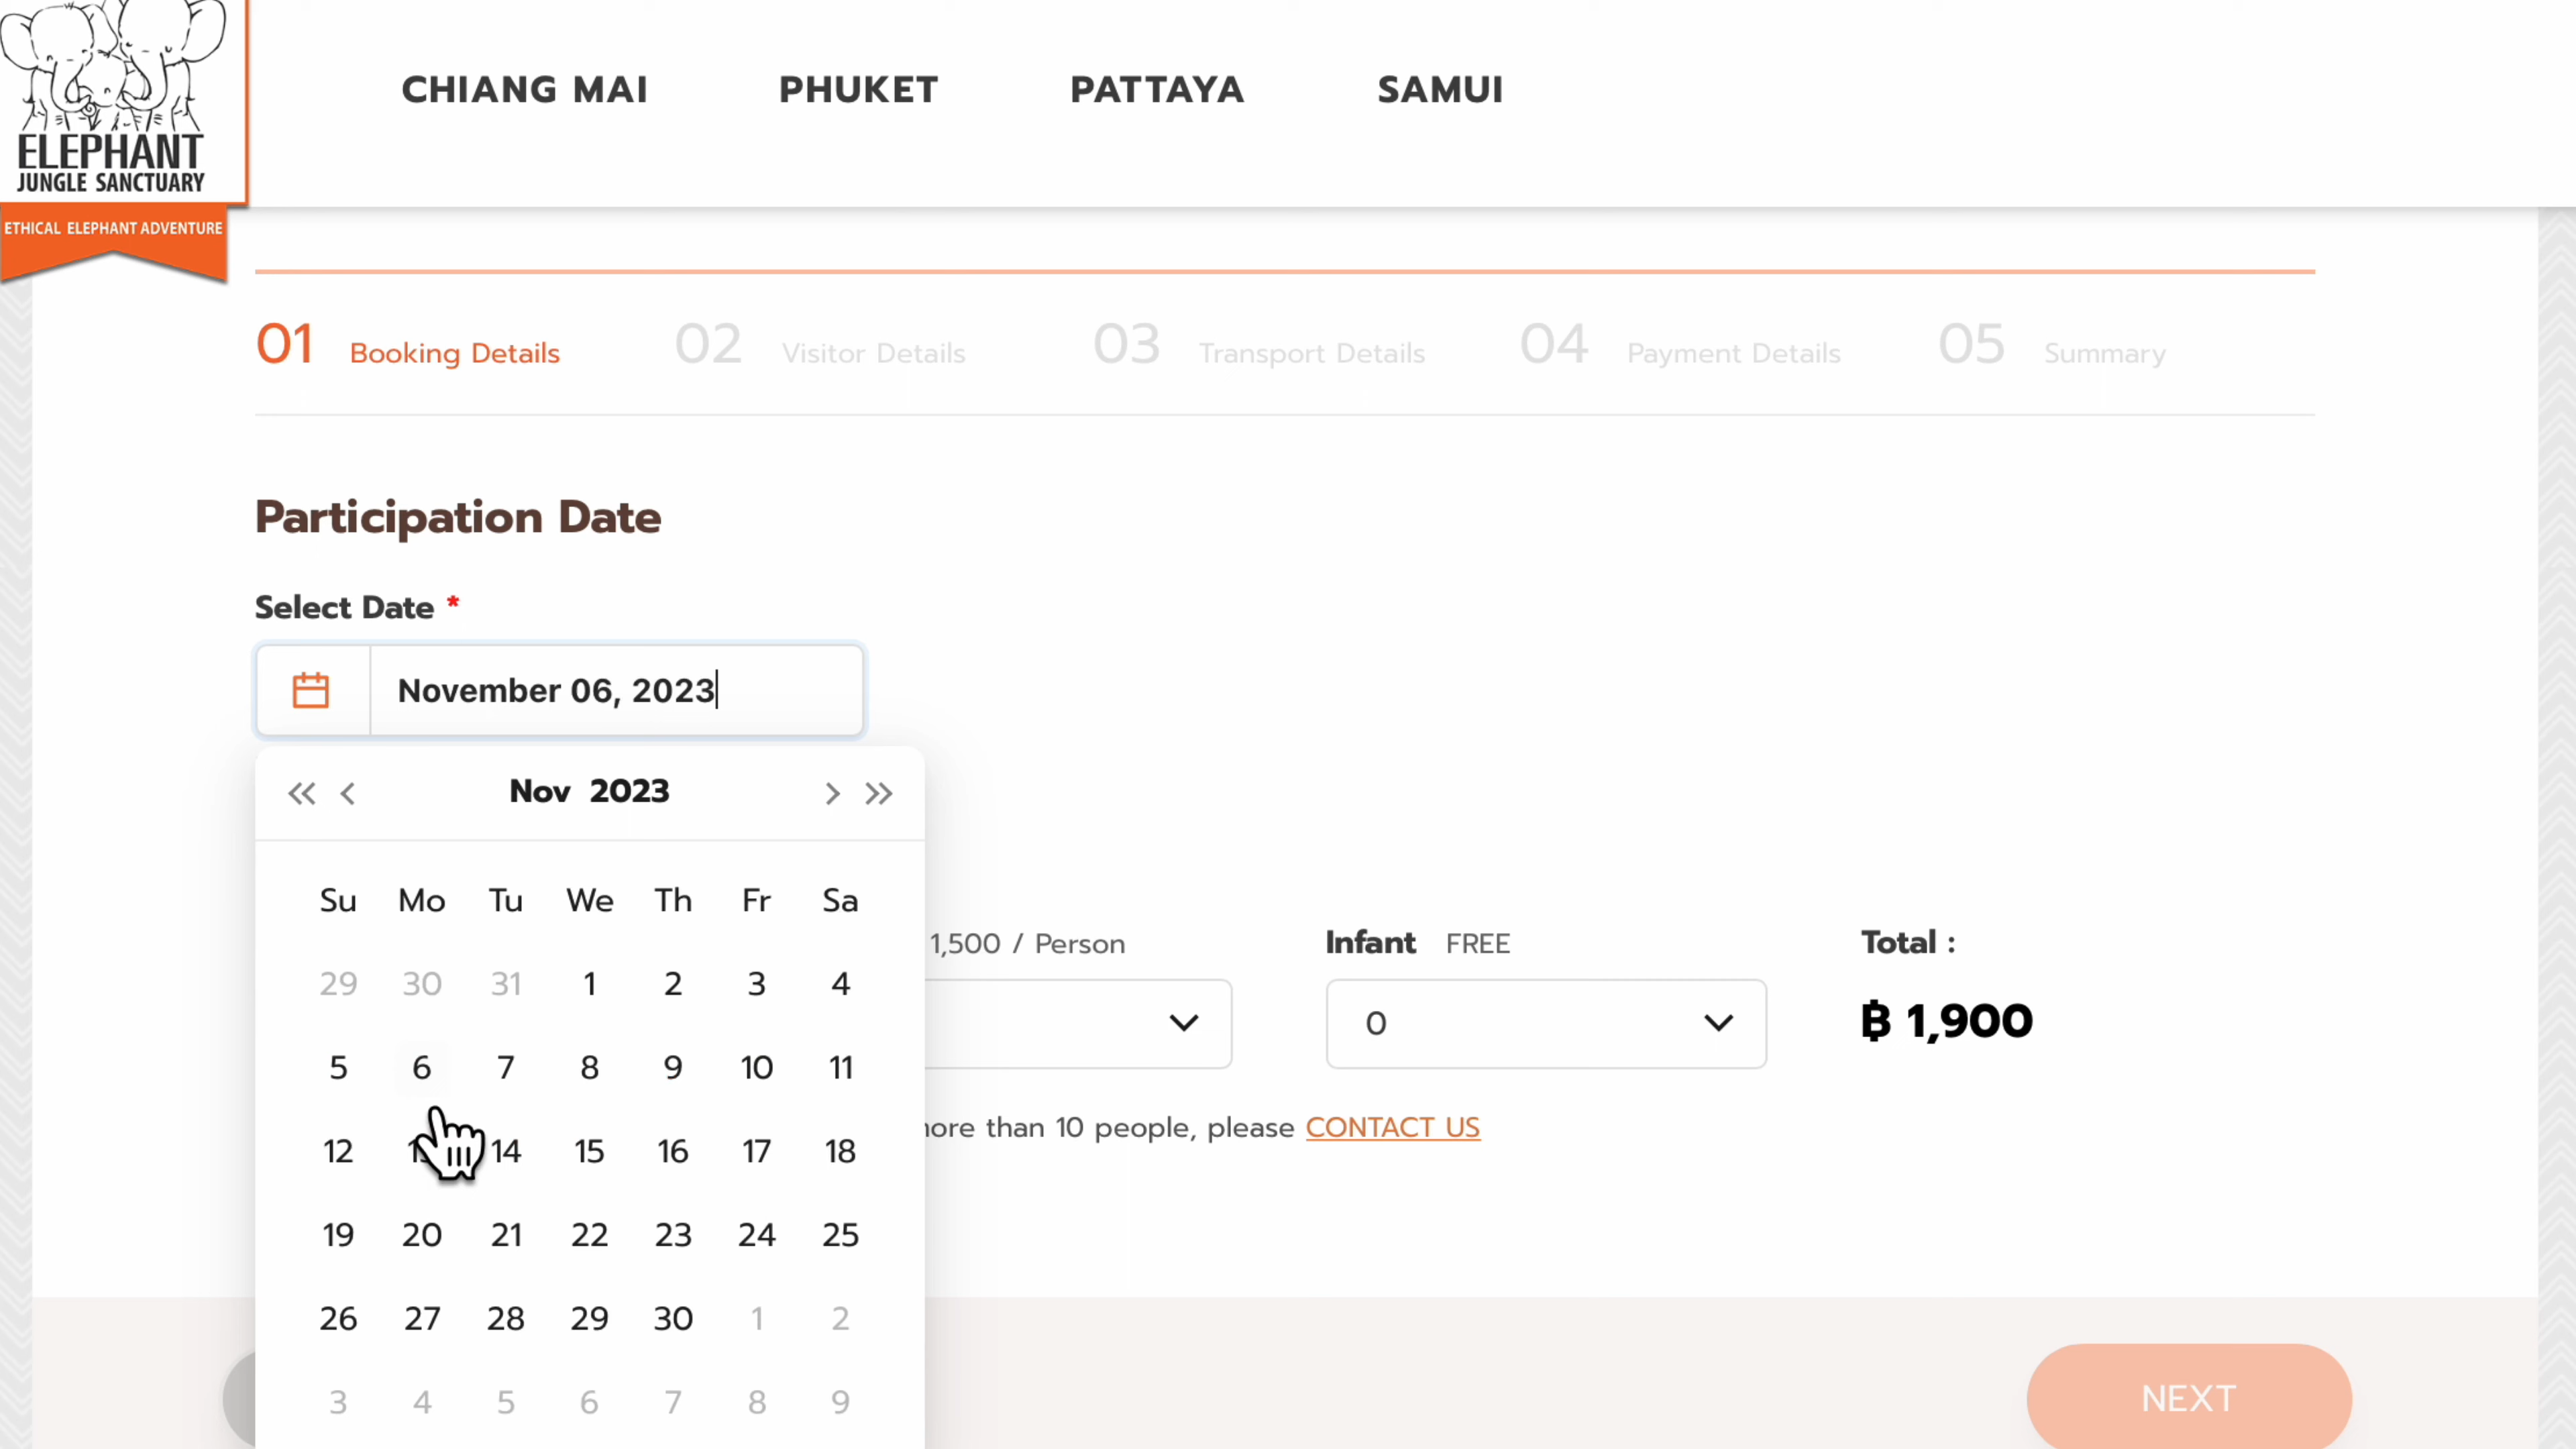 ELEPHANT
JUNGLE SANCTUARY
ETHICAL ELEPHANT ADVENTURE
CHIANG MAI PHUKET PATTAYA SAMUI
01 Booking Details 02 Visitor Details 03 Transport Details 04 Payment Details 05 Summary
Participation Date
Select Date *
November 06, 2023
Nov 2023
Su Mo Tu We Th Fr Sa
29 30 31 1 2 3 4
5 6 7 8 9 10 11
12 14 15 16 17 18
19 20 21 22 23 24 25
26 27 28 29 30 1 2
3 4 5 6 7 8 9
1,500 / Person
Infant FREE
0
Total :
฿ 1,900
than 10 people, please CONTACT US
NEXT